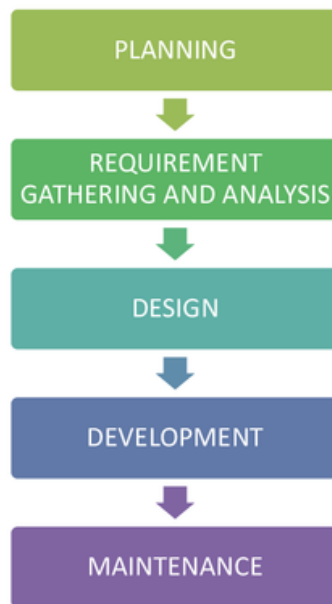 PLANNING
REQUIREMENT
GATHERING AND ANALYSIS
DESIGN
DEVELOPMENT
MAINTENANCE